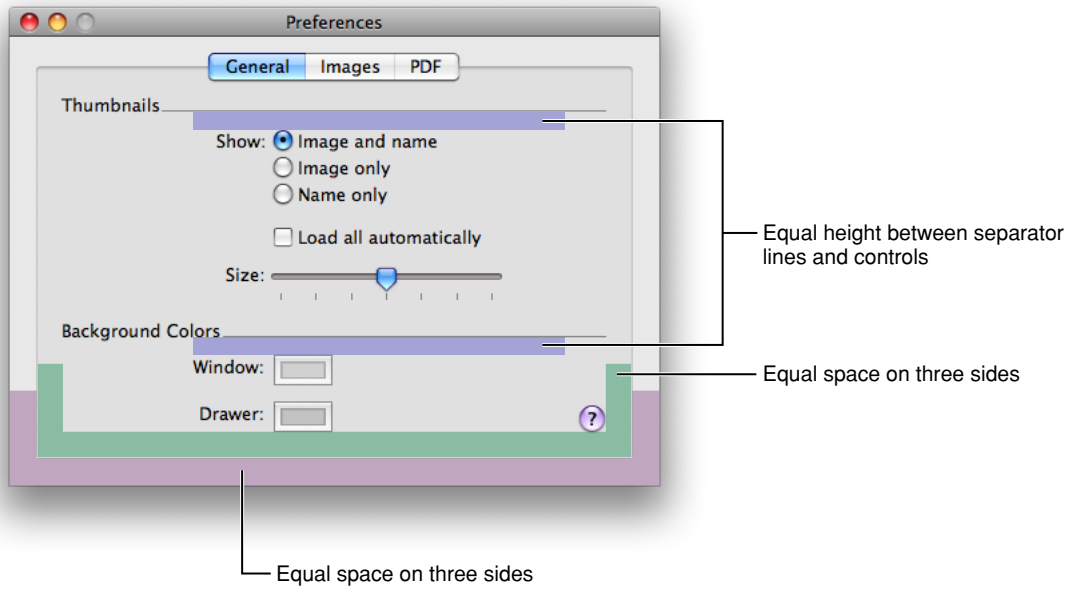 Preferences
General Images PDF
Thumbnails
Show: Image and name
Image only
Name only
Load all automatically
Size:
Background Colors
Window:
Drawer:
?
Equal height between separator
lines and controls
Equal space on three sides
Equal space on three sides